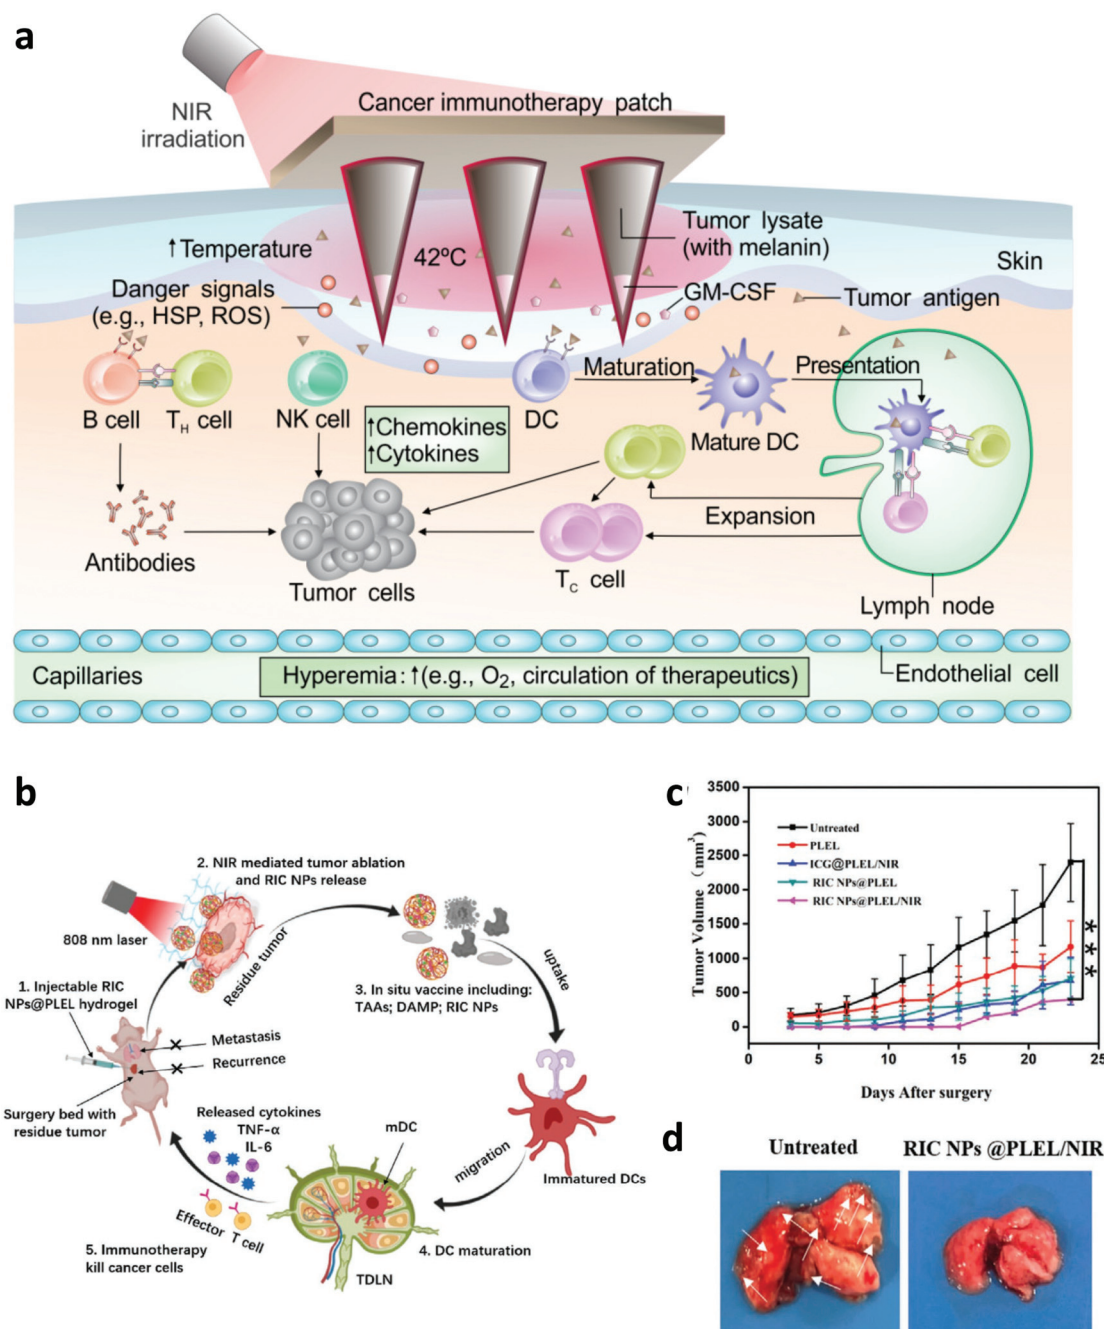 a
NIR
irradiation
Cancer immunotherapy patch
↑Temperature
42ºC
Tumor lysate
(with melanin)
Skin
Danger signals
(e.g., HSP, ROS)
GM-CSF
Tumor antigen
Maturation
Presentation
B cell
T_H cell
NK cell
DC
Mature DC
↑Chemokines
↑Cytokines
Expansion
Antibodies
Tumor cells
T_C cell
Lymph node
Capillaries
Hyperemia: ↑(e.g., O₂, circulation of therapeutics)
Endothelial cell
b
2. NIR mediated tumor ablation
and RIC NPs release
808 nm laser
Residue tumor
1. Injectable RIC
NPs@PLEL hydrogel
3. In situ vaccine including:
TAAs; DAMP; RIC NPs
uptake
Metastasis
Recurrence
Surgery bed with
residue tumor
Released cytokines
TNF-α
IL-6
mDC
migration
Immatured DCs
Effector T cell
4. DC maturation
5. Immunotherapy
kill cancer cells
TDLN
c
Tumor Volume (mm³)
3500
3000
2500
2000
1500
1000
500
0
Untreated
PLEL
ICG@PLEL/NIR
RIC NPs@PLEL
RIC NPs@PLEL/NIR
***
0 5 10 15 20 25
Days After surgery
d
Untreated
RIC NPs @PLEL/NIR